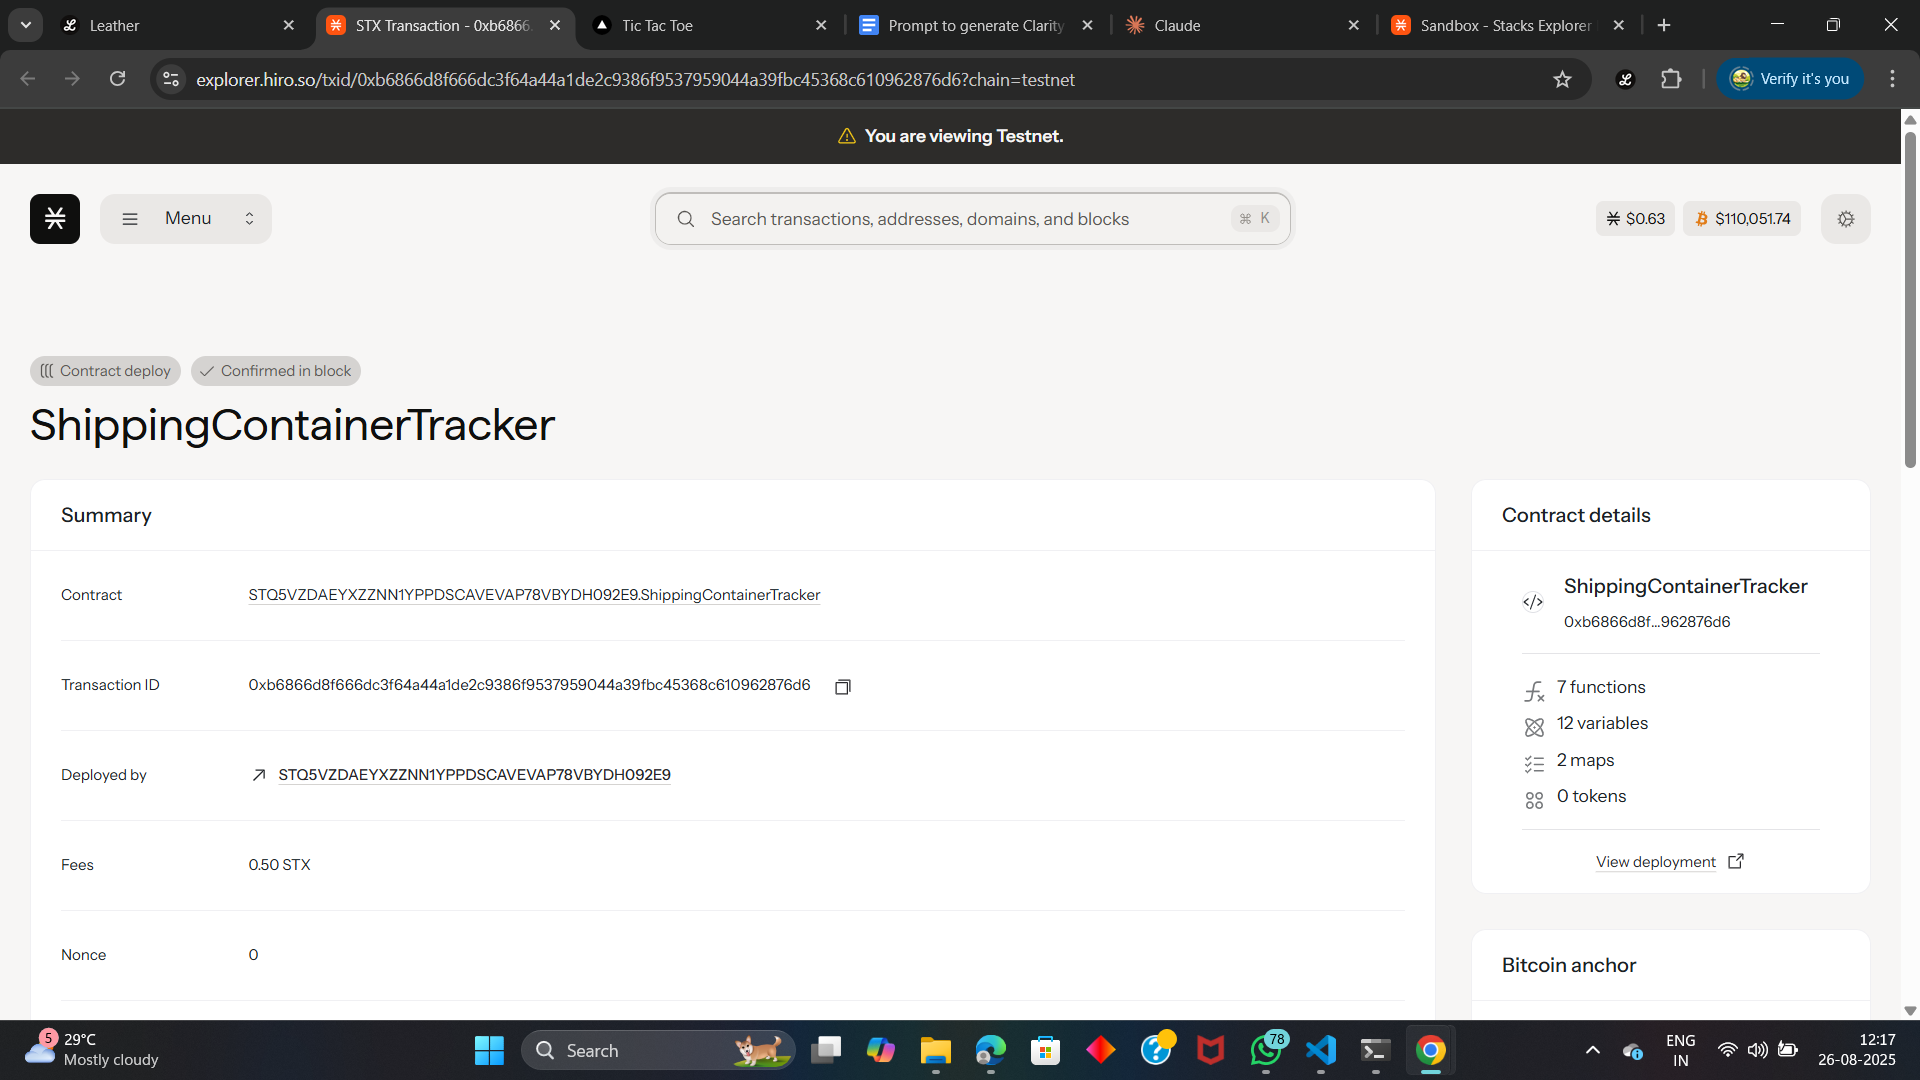 Leather
STX Transaction - 0xb6866
Tic Tac Toe
Prompt to generate Clarity
Claude
Sandbox - Stacks Explorer
explorer.hiro.so/txid/0xb6866d8f666dc3f64a44a1de2c9386f9537959044a39fbc45368c610962876d6?chain=testnet
Verify it's you
You are viewing Testnet.
Menu
Search transactions, addresses, domains, and blocks
⌘ K
$0.63
$110,051.74
Contract deploy
Confirmed in block
ShippingContainerTracker
Summary
Contract
STQ5VZDAEYXZZNN1YPPDSCAVEVAP78VBYDH092E9.ShippingContainerTracker
Transaction ID
0xb6866d8f666dc3f64a44a1de2c9386f9537959044a39fbc45368c610962876d6
Deployed by
STQ5VZDAEYXZZNN1YPPDSCAVEVAP78VBYDH092E9
Fees
0.50 STX
Nonce
0
Contract details
ShippingContainerTracker
0xb6866d8f...962876d6
7 functions
12 variables
2 maps
0 tokens
View deployment
Bitcoin anchor
5
29°C
Mostly cloudy
Search
78
ENG
IN
12:17
26-08-2025